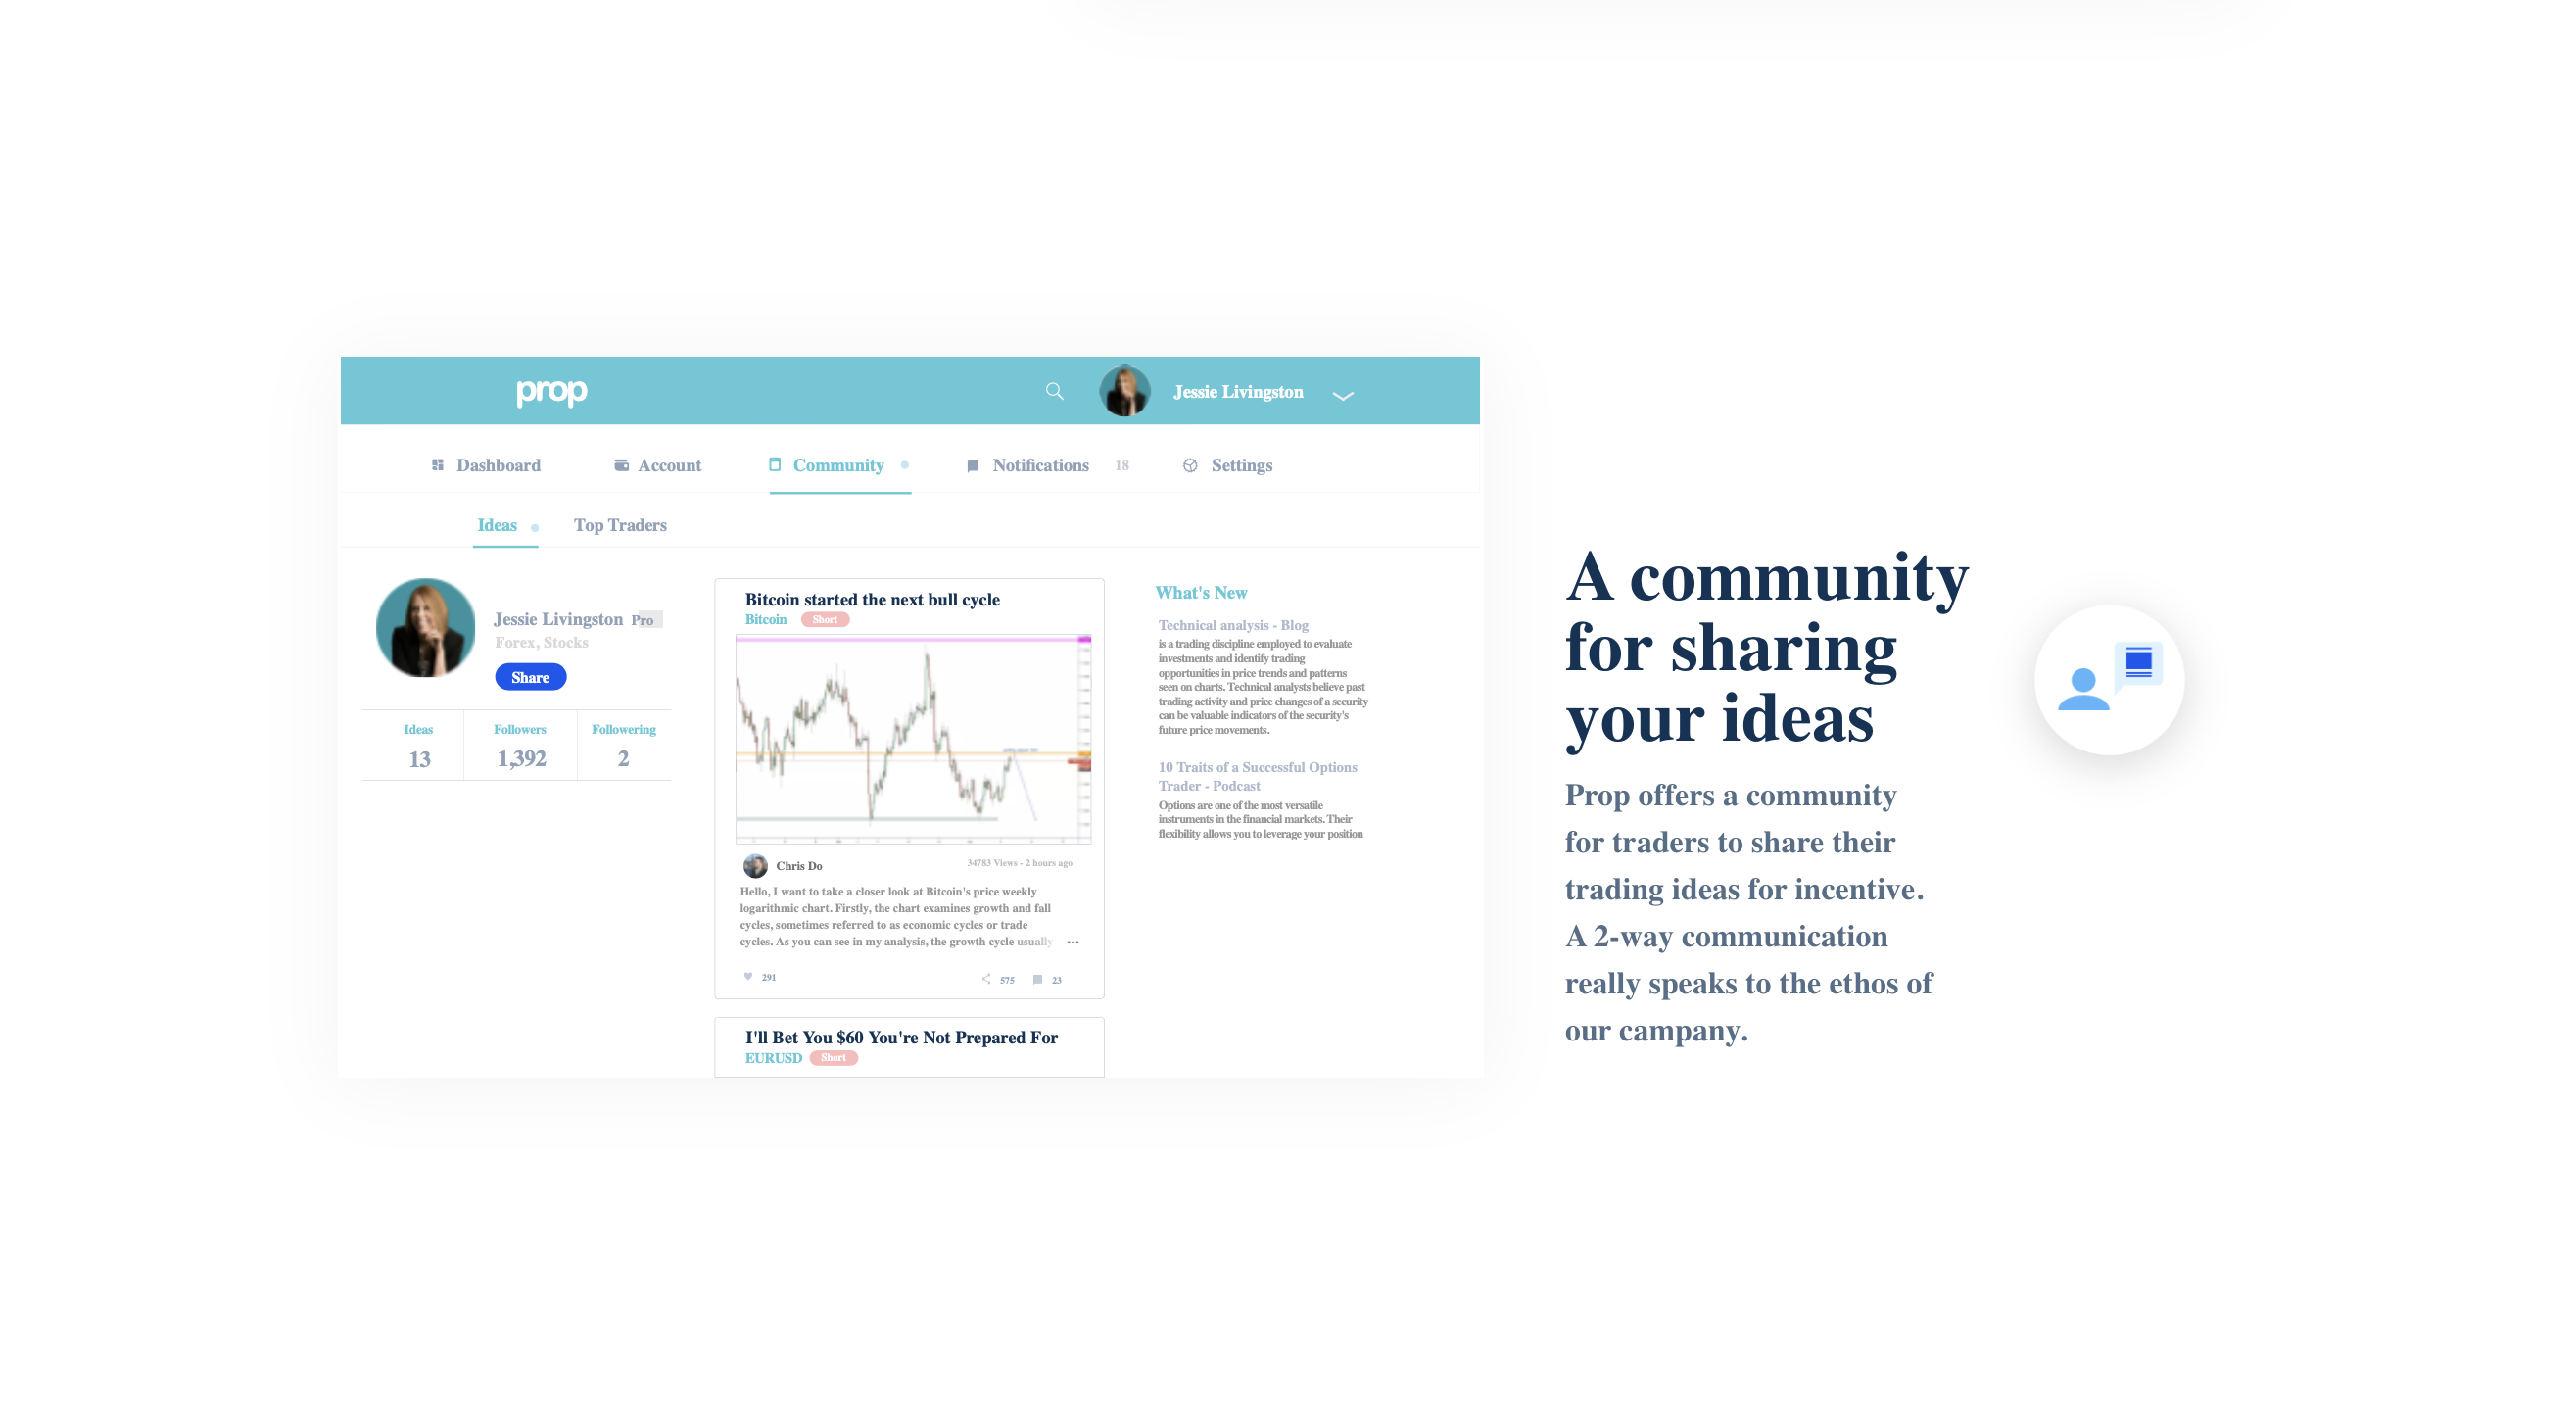 prop
Jessie Livingston
Dashboard
Account
Community
Notifications 18
Settings
Ideas
Top Traders
Jessie Livingston Pro
Forex, Stocks
Share
Ideas
13
Followers
1,392
Followering
2
Bitcoin started the next bull cycle
Bitcoin Short
Chris Do
34783 Views - 2 hours ago
Hello, I want to take a closer look at Bitcoin's price weekly
logarithmic chart. Firstly, the chart examines growth and fall
cycles, sometimes referred to as economic cycles or trade
cycles. As you can see in my analysis, the growth cycle usually ...
291
575
23
I'll Bet You $60 You're Not Prepared For
EURUSD Short
What's New
Technical analysis - Blog
is a trading discipline employed to evaluate
investments and identify trading
opportunities in price trends and patterns
seen on charts. Technical analysts believe past
trading activity and price changes of a security
can be valuable indicators of the security's
future price movements.
10 Traits of a Successful Options
Trader - Podcast
Options are one of the most versatile
instruments in the financial markets. Their
flexibility allows you to leverage your position
A community
for sharing
your ideas
Prop offers a community
for traders to share their
trading ideas for incentive.
A 2-way communication
really speaks to the ethos of
our campany.